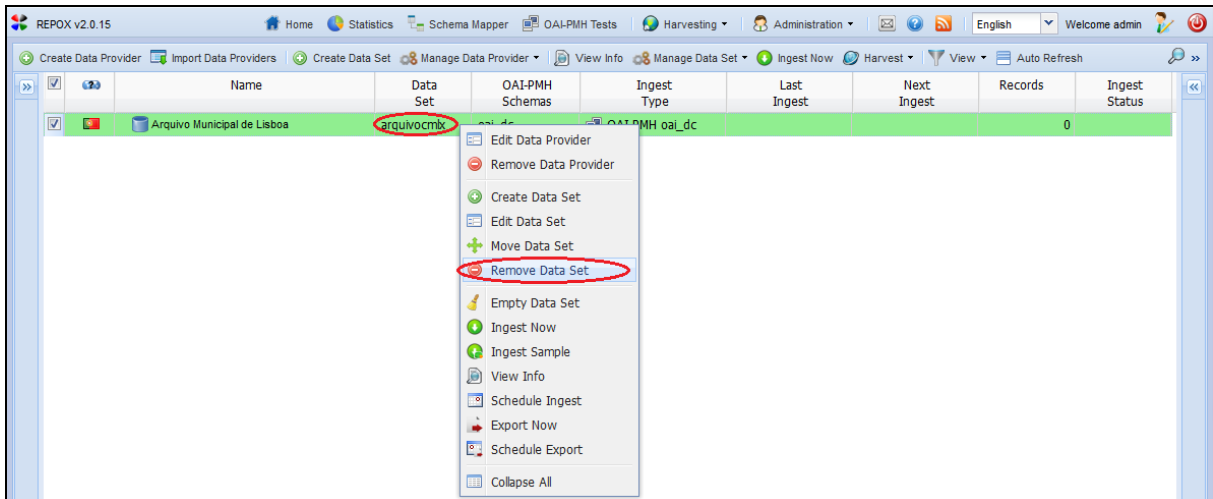 REPOX v2.0.15 Home Statistics Schema Mapper OAI-PMH Tests Harvesting Administration English Welcome admin
Create Data Provider Import Data Providers Create Data Set Manage Data Provider View Info Manage Data Set Ingest Now Harvest View Auto Refresh
Name Data Set OAI-PMH Schemas Ingest Type Last Ingest Next Ingest Records Ingest Status
Arquivo Municipal de Lisboa arquivocmlx oai_dc OAI-PMH oai_dc 0
Edit Data Provider
Remove Data Provider
Create Data Set
Edit Data Set
Move Data Set
Remove Data Set
Empty Data Set
Ingest Now
Ingest Sample
View Info
Schedule Ingest
Export Now
Schedule Export
Collapse All